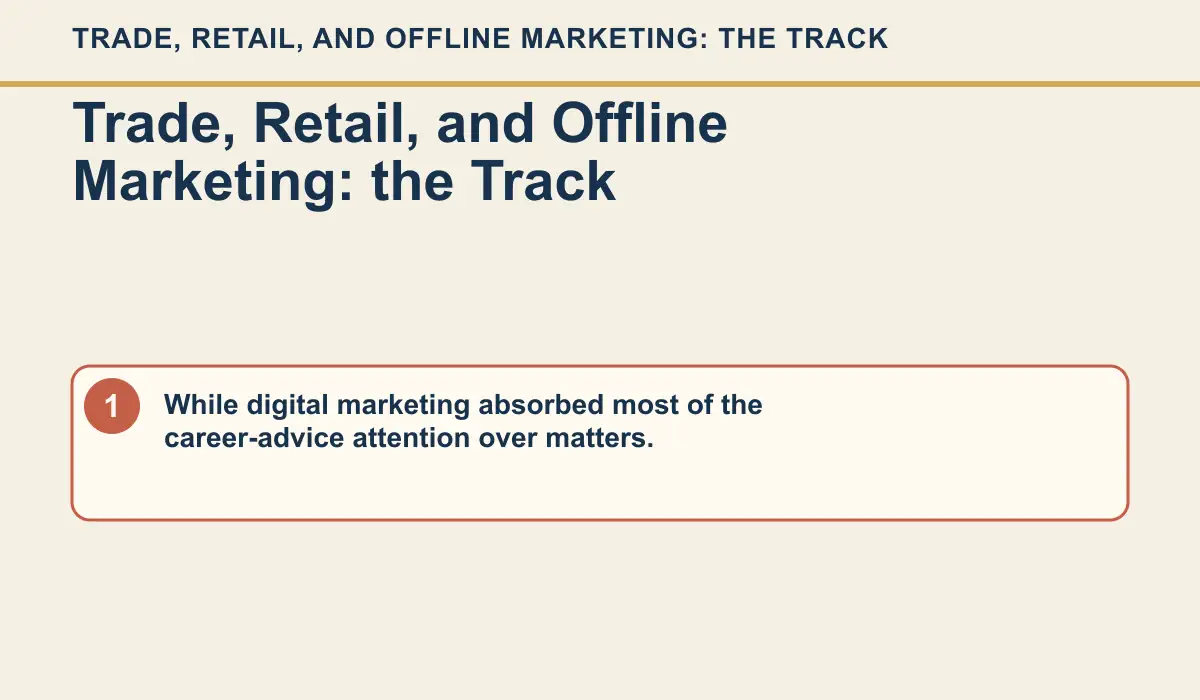 TRADE, RETAIL, AND OFFLINE MARKETING: THE TRACK
Trade, Retail, and Offline
Marketing: the Track
1
While digital marketing absorbed most of the
career-advice attention over matters.